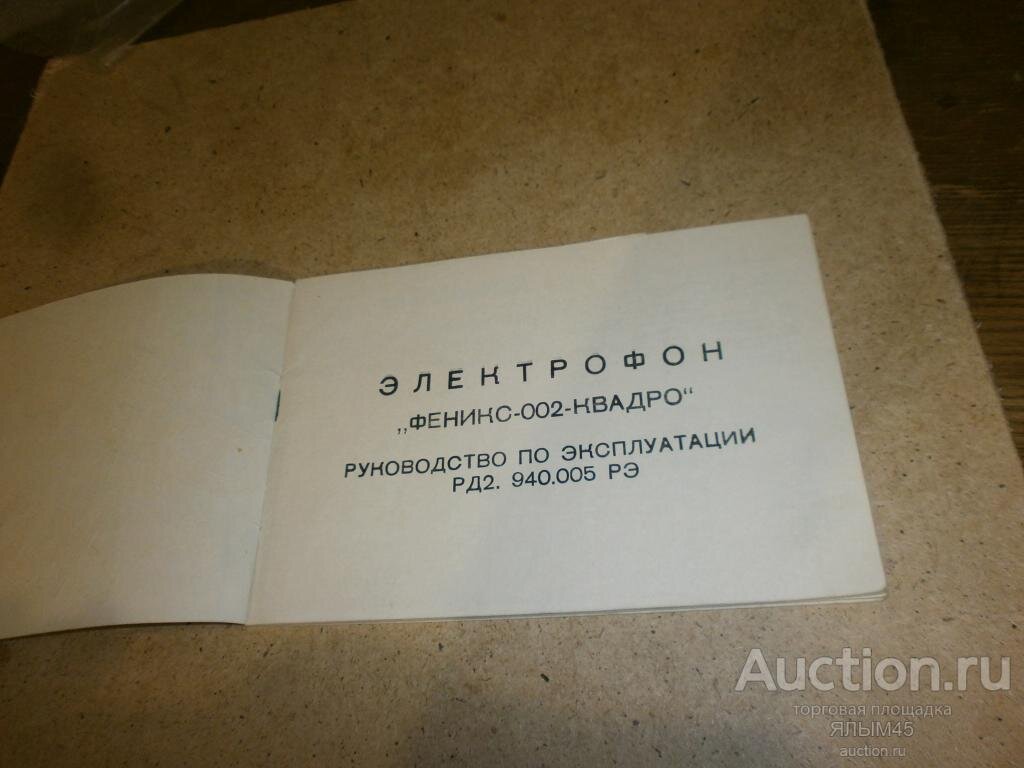 ЭЛЕКТРОФОН
„ФЕНИКС-002-КВАДРО“
РУКОВОДСТВО ПО ЭКСПЛУАТАЦИИ
РД2. 940.005 РЭ
Auction.ru
торговая площадка
ЯЛЫМ45
auction.ru